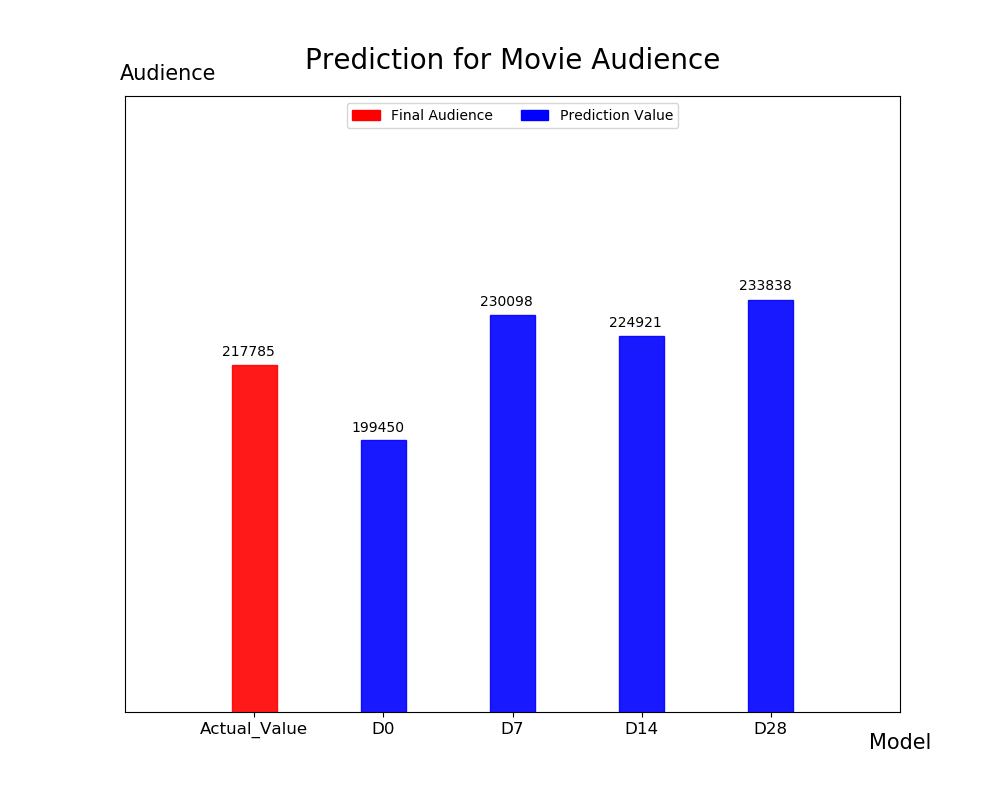 Prediction for Movie Audience
Audience
Final Audience Prediction Value
233838
230098
224921
217785
199450
Actual_Value D0 D7 D14 D28
Model